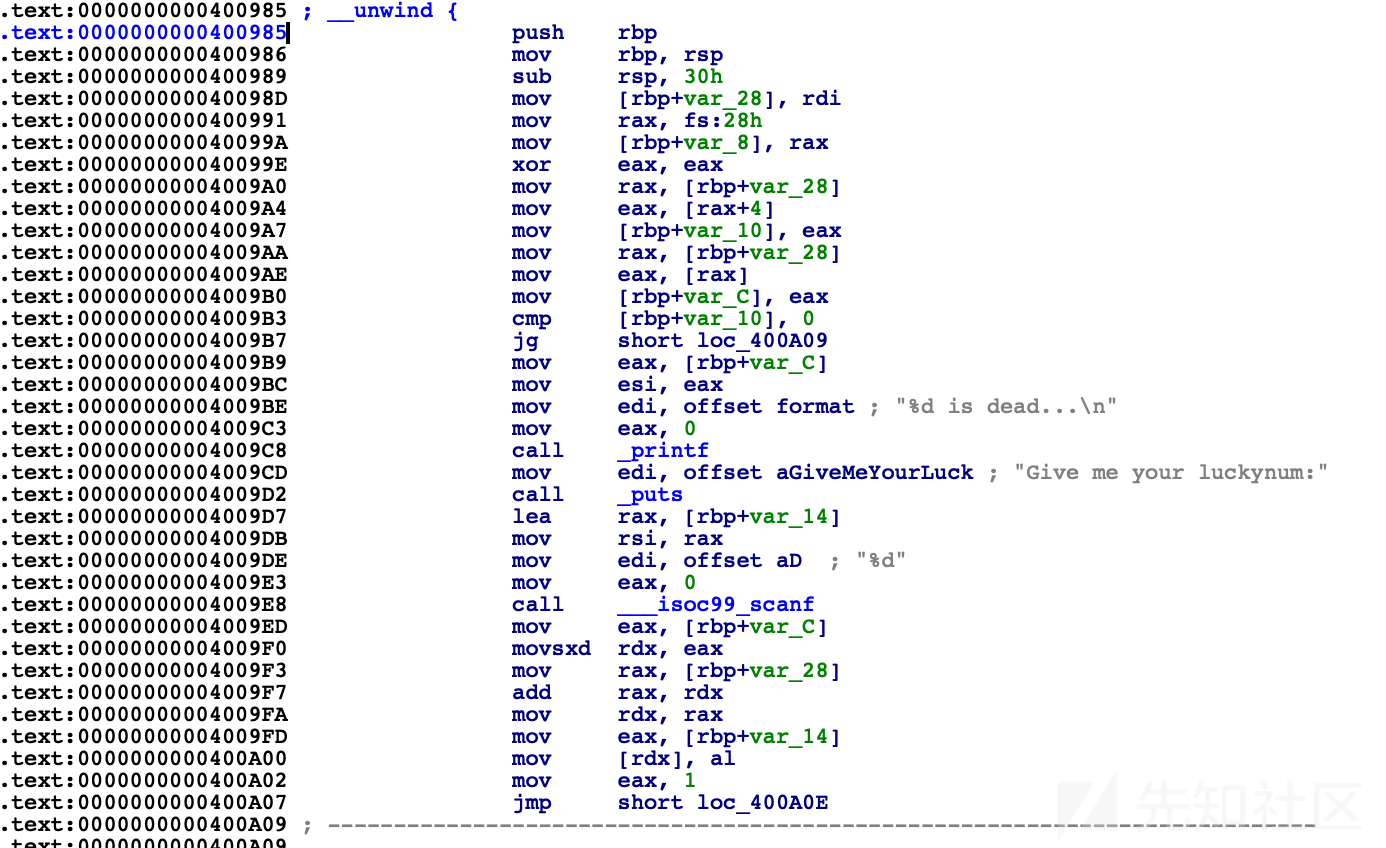 .text:0000000000400985 ; __unwind {
.text:0000000000400985 push rbp
.text:0000000000400986 mov rbp, rsp
.text:0000000000400989 sub rsp, 30h
.text:000000000040098D mov [rbp+var_28], rdi
.text:0000000000400991 mov rax, fs:28h
.text:000000000040099A mov [rbp+var_8], rax
.text:000000000040099E xor eax, eax
.text:00000000004009A0 mov rax, [rbp+var_28]
.text:00000000004009A4 mov eax, [rax+4]
.text:00000000004009A7 mov [rbp+var_10], eax
.text:00000000004009AA mov rax, [rbp+var_28]
.text:00000000004009AE mov eax, [rax]
.text:00000000004009B0 mov [rbp+var_C], eax
.text:00000000004009B3 cmp [rbp+var_10], 0
.text:00000000004009B7 jg short loc_400A09
.text:00000000004009B9 mov eax, [rbp+var_C]
.text:00000000004009BC mov esi, eax
.text:00000000004009BE mov edi, offset format ; "%d is dead...\n"
.text:00000000004009C3 mov eax, 0
.text:00000000004009C8 call _printf
.text:00000000004009CD mov edi, offset aGiveMeYourLuck ; "Give me your luckynum:"
.text:00000000004009D2 call _puts
.text:00000000004009D7 lea rax, [rbp+var_14]
.text:00000000004009DB mov rsi, rax
.text:00000000004009DE mov edi, offset aD ; "%d"
.text:00000000004009E3 mov eax, 0
.text:00000000004009E8 call ___isoc99_scanf
.text:00000000004009ED mov eax, [rbp+var_C]
.text:00000000004009F0 movsxd rdx, eax
.text:00000000004009F3 mov rax, [rbp+var_28]
.text:00000000004009F7 add rax, rdx
.text:00000000004009FA mov rdx, rax
.text:00000000004009FD mov eax, [rbp+var_14]
.text:0000000000400A00 mov [rdx], al
.text:0000000000400A02 mov eax, 1
.text:0000000000400A07 jmp short loc_400A0E
.text:0000000000400A09 ; ---------------------------------------------------------------------------
.text:0000000000400A09
先知社区